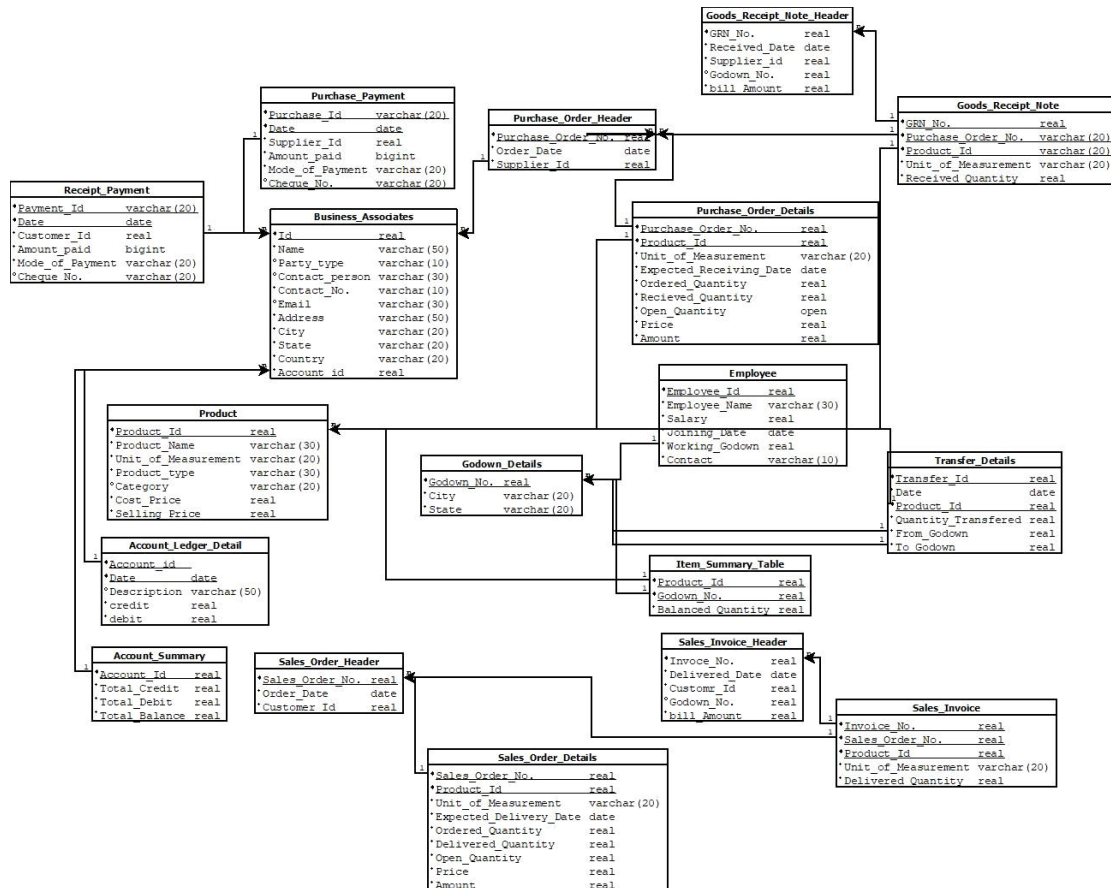 Goods_Receipt_Note_Header
GRN_No. real
Received_Date date
Supplier_id real
Godown_No. real
bill_Amount real
Purchase_Payment
Purchase_Id varchar(20)
Date date
Supplier_Id real
Amount_paid bigint
Mode_of_Payment varchar(20)
Cheque_No. varchar(20)
Purchase_Order_Header
Purchase_Order_No. real
Order_Date date
Supplier_Id real
Goods_Receipt_Note
GRN_No. real
Purchase_Order_No. varchar(20)
Product_Id varchar(20)
Unit_of_Measurement varchar(20)
Received_Quantity real
Receipt_Payment
Payment_Id varchar(20)
Date date
Customer_Id real
Amount_paid bigint
Mode_of_Payment varchar(20)
Cheque_No. varchar(20)
Business_Associates
Id real
Name varchar(50)
Party_type varchar(10)
Contact_person varchar(30)
Contact_No. varchar(10)
Email varchar(30)
Address varchar(50)
City varchar(20)
State varchar(20)
Country varchar(20)
Account_id real
Purchase_Order_Details
Purchase_Order_No. real
Product_Id real
Unit_of_Measurement varchar(20)
Expected_Receiving_Date date
Ordered_Quantity real
Recieved_Quantity real
Open_Quantity open
Price real
Amount real
Employee
Employee_Id real
Employee_Name varchar(30)
Salary real
Joining_Date date
Working_Godown real
Contact varchar(10)
Product
Product_Id real
Product_Name varchar(30)
Unit_of_Measurement varchar(20)
Product_type varchar(30)
Category varchar(20)
Cost_Price real
Selling_Price real
Godown_Details
Godown_No. real
City varchar(20)
State varchar(20)
Transfer_Details
Transfer_Id real
Date date
Product_Id real
Quantity_Transfered real
From_Godown real
To_Godown real
Account_Ledger_Detail
Account_id
Date date
Description varchar(50)
credit real
debit real
Item_Summary_Table
Product_Id real
Godown_No. real
Balanced_Quantity real
Account_Summary
Account_Id real
Total_Credit real
Total_Debit real
Total_Balance real
Sales_Order_Header
Sales_Order_No. real
Order_Date date
Customer_Id real
Sales_Invoice_Header
Invoce_No. real
Delivered_Date date
Customr_Id real
Godown_No. real
bill_Amount real
Sales_Invoice
Invoice_No. real
Sales_Order_No. real
Product_Id real
Unit_of_Measurement varchar(20)
Delivered_Quantity real
Sales_Order_Details
Sales_Order_No. real
Product_Id real
Unit_of_Measurement varchar(20)
Expected_Delivery_Date date
Ordered_Quantity real
Delivered_Quantity real
Open_Quantity real
Price real
Amount real